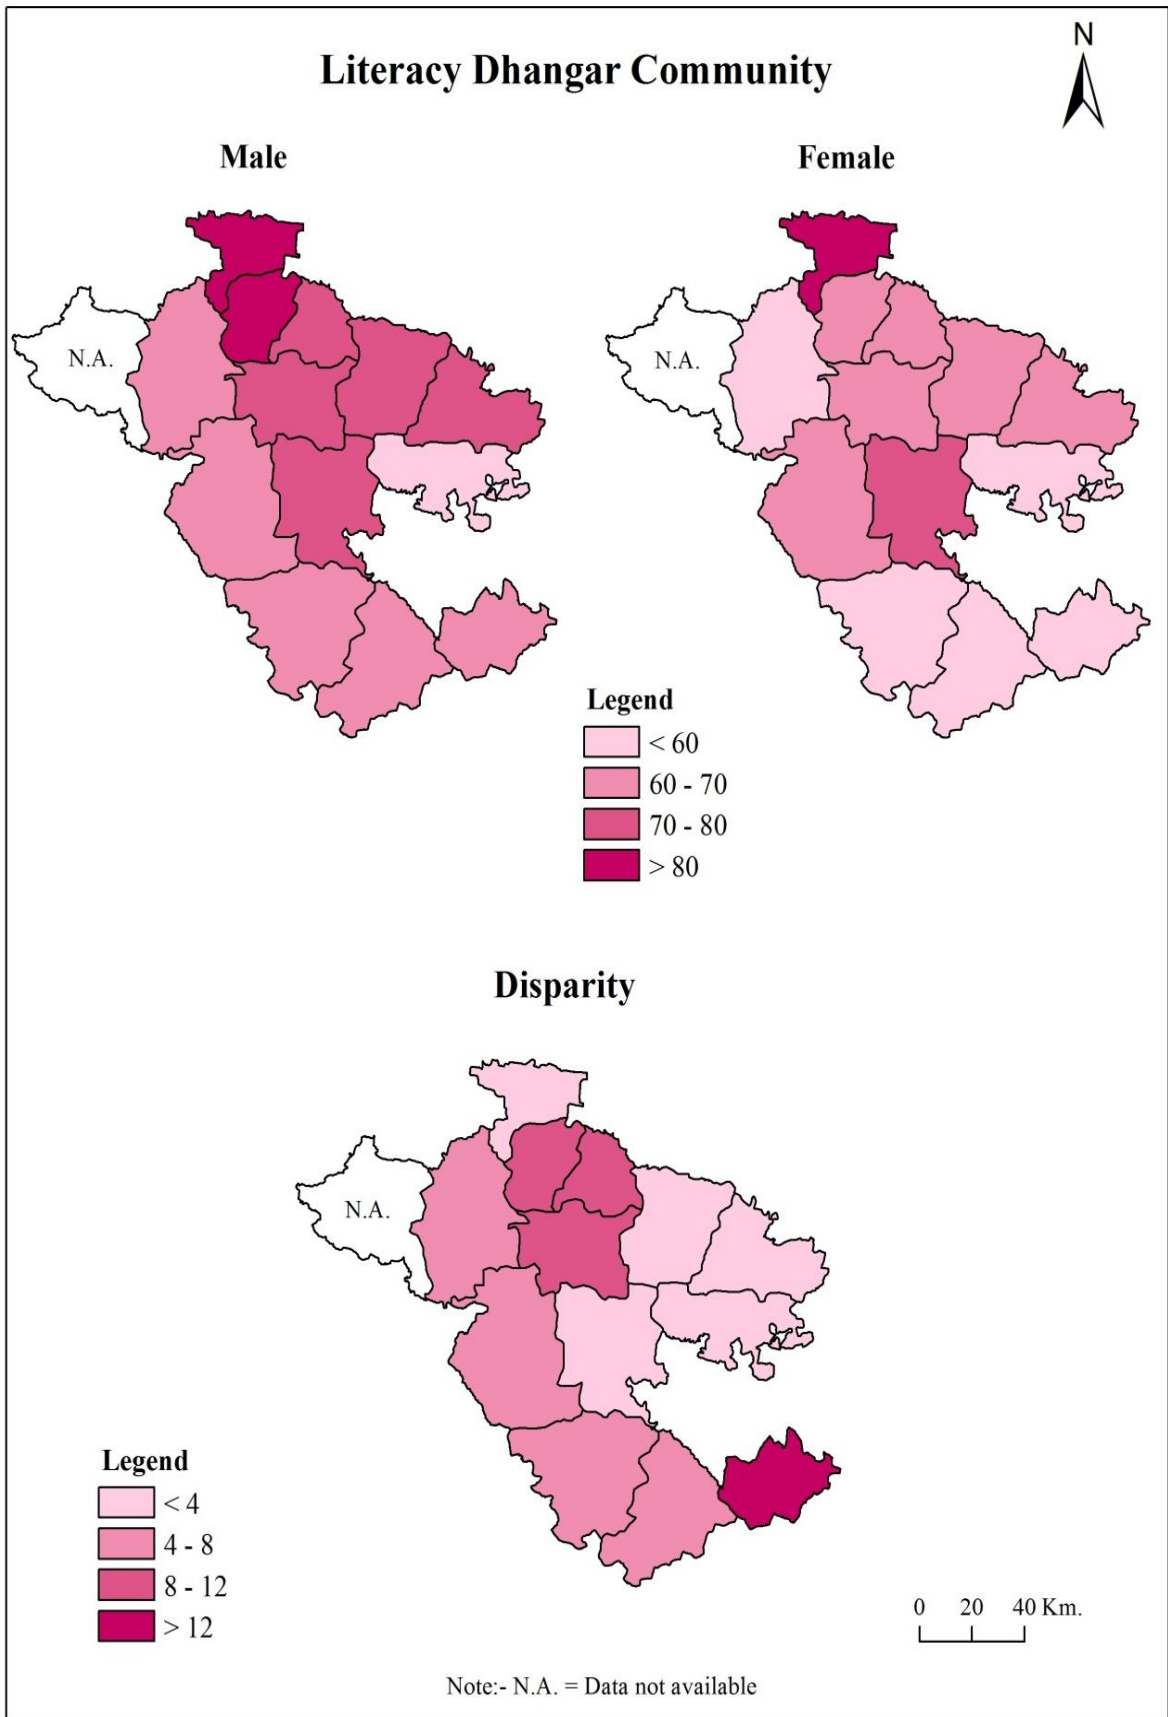 N
Literacy Dhangar Community
Male
Female
N.A.
N.A.
Legend
< 60
60 - 70
70 - 80
> 80
Disparity
N.A.
Legend
< 4
4 - 8
8 - 12
> 12
0 20 40 Km.
Note:- N.A. = Data not available